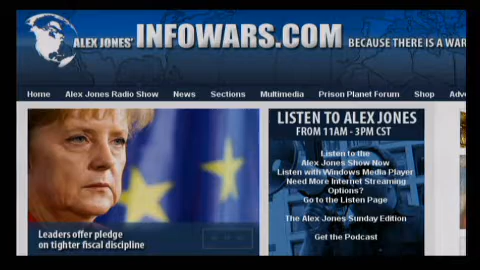 ALEX JONES' INFOWARS.COM BECAUSE THERE IS A WAR
Home Alex Jones Radio Show News Sections Multimedia Prison Planet Forum Shop Adve
LISTEN TO ALEX JONES
FROM 11AM - 3PM CST
Listen to the
Alex Jones Show Now
Listen with Windows Media Player
Need More Internet Streaming
Options?
Go to the Listen Page
The Alex Jones Sunday Edition
Get the Podcast
Leaders offer pledge
on tighter fiscal discipline